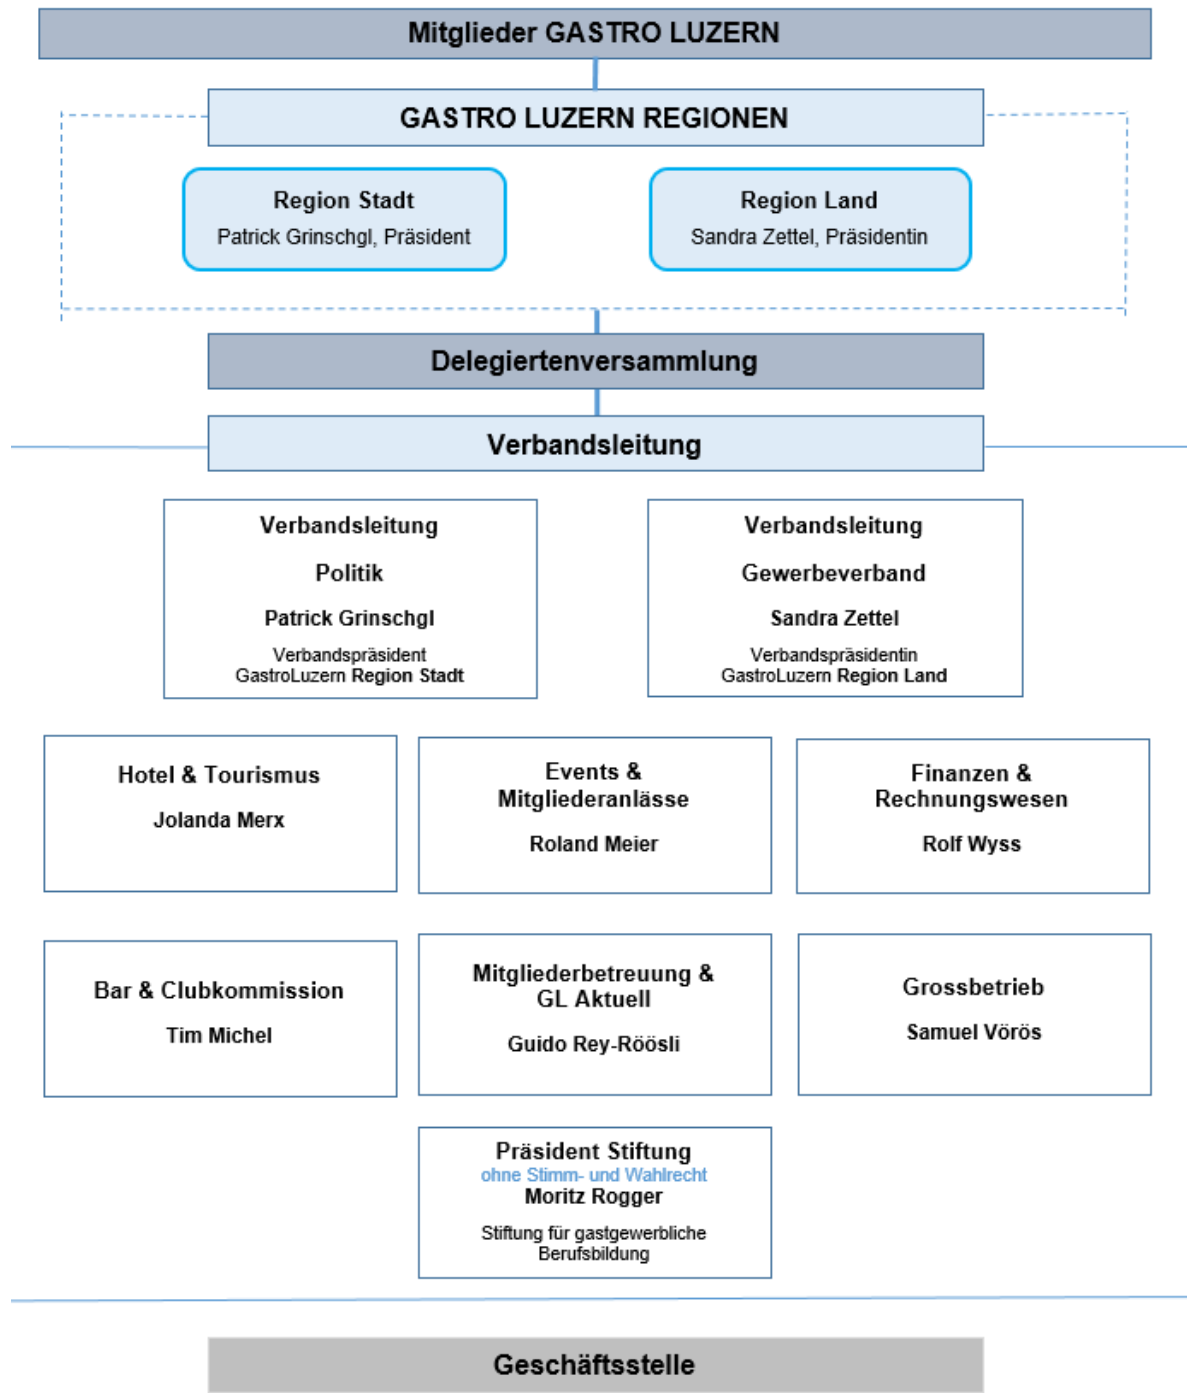 Mitglieder GASTRO LUZERN
GASTRO LUZERN REGIONEN
Region Stadt
Patrick Grinschgl, Präsident
Region Land
Sandra Zettel, Präsidentin
Delegiertenversammlung
Verbandsleitung
Verbandsleitung
Politik
Patrick Grinschgl
Verbandspräsident
GastroLuzern Region Stadt
Verbandsleitung
Gewerbeverband
Sandra Zettel
Verbandspräsidentin
GastroLuzern Region Land
Hotel & Tourismus
Jolanda Merx
Events &
Mitgliederanlässe
Roland Meier
Finanzen &
Rechnungswesen
Rolf Wyss
Bar & Clubkommission
Tim Michel
Mitgliederbetreuung &
GL Aktuell
Guido Rey-Röösli
Grossbetrieb
Samuel Vörös
Präsident Stiftung
ohne Stimm- und Wahlrecht
Moritz Rogger
Stiftung für gastgewerbliche
Berufsbildung
Geschäftsstelle